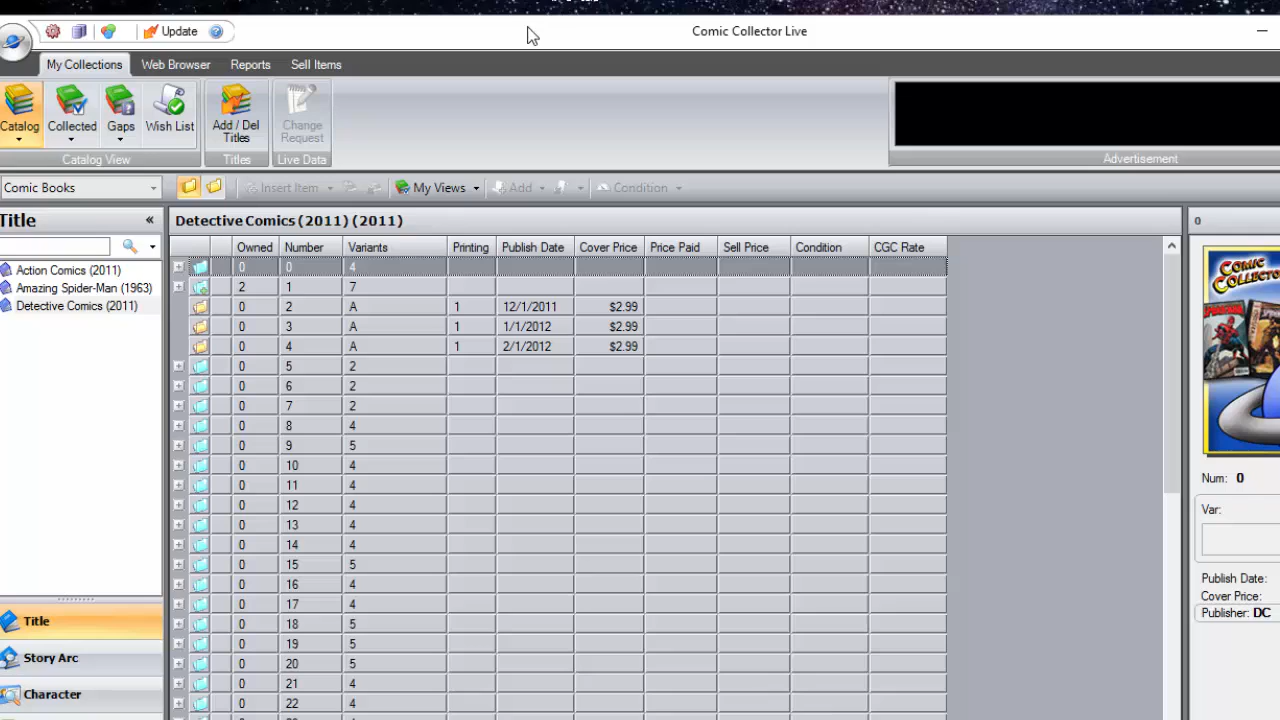 Update
Comic Collector Live
My Collections Web Browser Reports Sell Items
Catalog Collected Gaps Wish List Add / Del Titles Change Request
Catalog View Titles Live Data Advertisement
Comic Books Insert Item My Views Add Condition
Title « Detective Comics (2011) (2011) 0
Owned Number Variants Printing Publish Date Cover Price Price Paid Sell Price Condition CGC Rate
Action Comics (2011)
Amazing Spider-Man (1963)
Detective Comics (2011)
0 0 4
2 1 7
0 2 A 1 12/1/2011 $2.99
0 3 A 1 1/1/2012 $2.99
0 4 A 1 2/1/2012 $2.99
0 5 2
0 6 2
0 7 2
0 8 4
0 9 5
0 10 4
0 11 4
0 12 4
0 13 4
0 14 4
0 15 5
0 16 4
0 17 4
0 18 5
0 19 5
0 20 5
0 21 4
0 22 4
Title
Story Arc
Character
COMIC
Num: 0
Var:
Publish Date:
Cover Price:
Publisher: DC